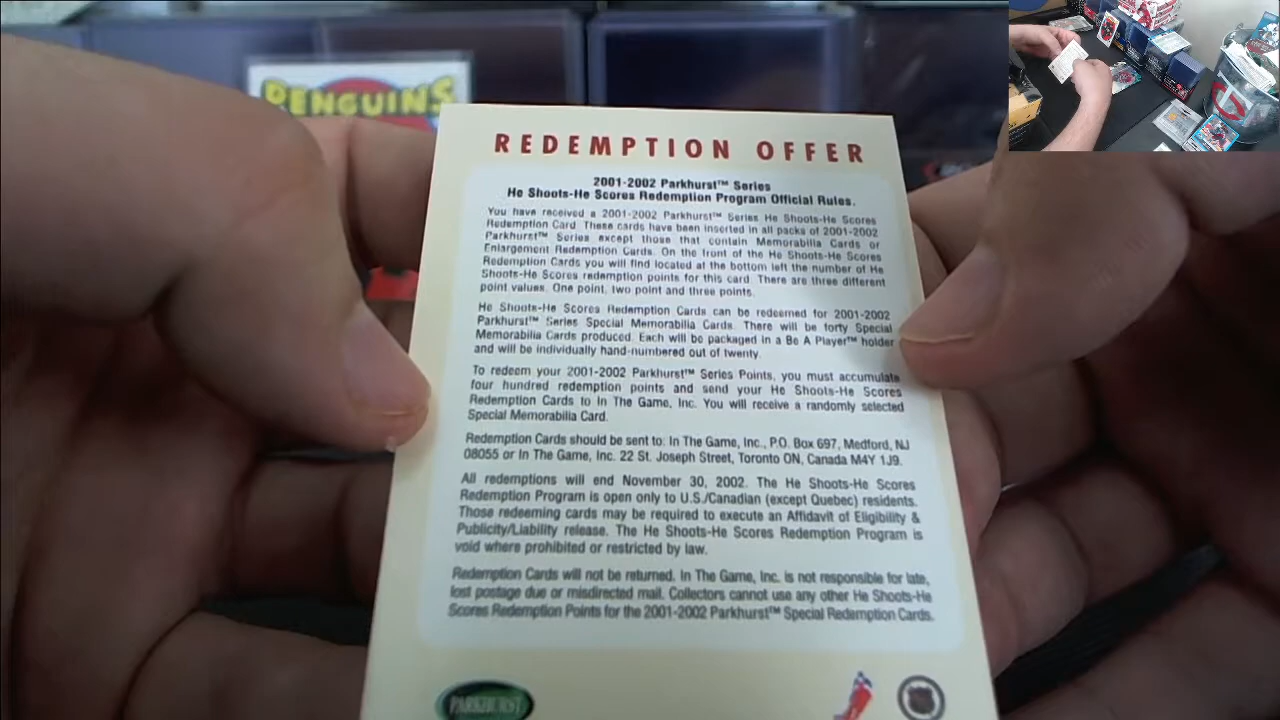 PENGUINS
REDEMPTION OFFER
2001-2002 Parkhurst™ Series
He Shoots-He Scores Redemption Program Official Rules.
You have received a 2001-2002 Parkhurst™ Series He Shoots-He Scores
Redemption Card. These cards have been inserted in all packs of 2001-2002
Parkhurst™ Series except those that contain Memorabilia Cards or
Enlargement Redemption Cards. On the front of the He Shoots-He Scores
Redemption Cards you will find located at the bottom left the number of He
Shoots-He Scores redemption points for this card. There are three different
point values. One point, two point and three points.
He Shoots-He Scores Redemption Cards can be redeemed for 2001-2002
Parkhurst™ Series Special Memorabilia Cards. There will be forty Special
Memorabilia Cards produced. Each will be packaged in a Be A Player™ holder
and will be individually hand-numbered out of twenty.
To redeem your 2001-2002 Parkhurst™ Series Points, you must accumulate
four hundred redemption points and send your He Shoots-He Scores
Redemption Cards to In The Game, Inc. You will receive a randomly selected
Special Memorabilia Card.
Redemption Cards should be sent to: In The Game, Inc., P.O. Box 697, Medford, NJ
08055 or In The Game, Inc. 22 St. Joseph Street, Toronto ON, Canada M4Y 1J9.
All redemptions will end November 30, 2002. The He Shoots-He Scores
Redemption Program is open only to U.S./Canadian (except Quebec) residents.
Those redeeming cards may be required to execute an Affidavit of Eligibility &
Publicity/Liability release. The He Shoots-He Scores Redemption Program is
void where prohibited or restricted by law.
Redemption Cards will not be returned. In The Game, Inc. is not responsible for late,
lost postage due or misdirected mail. Collectors cannot use any other He Shoots-He
Scores Redemption Points for the 2001-2002 Parkhurst™ Special Redemption Cards.
PARKHURST